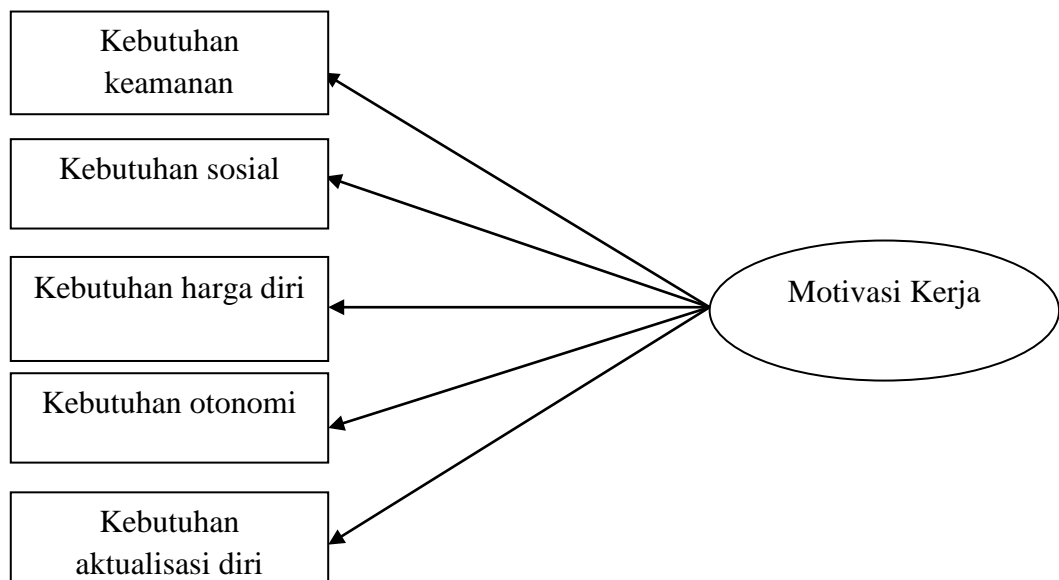 Kebutuhan
keamanan
Kebutuhan sosial
Kebutuhan harga diri
Motivasi Kerja
Kebutuhan otonomi
Kebutuhan
aktualisasi diri